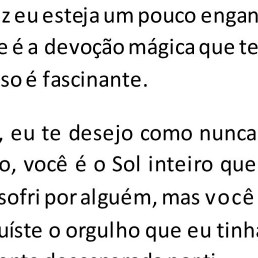 z eu esteja um pouco engan
e é a devoção mágica que te
so é fascinante.
, eu te desejo como nunca
o, você é o Sol inteiro que
sofri por alguém, mas você
uíste o orgulho que eu tinha